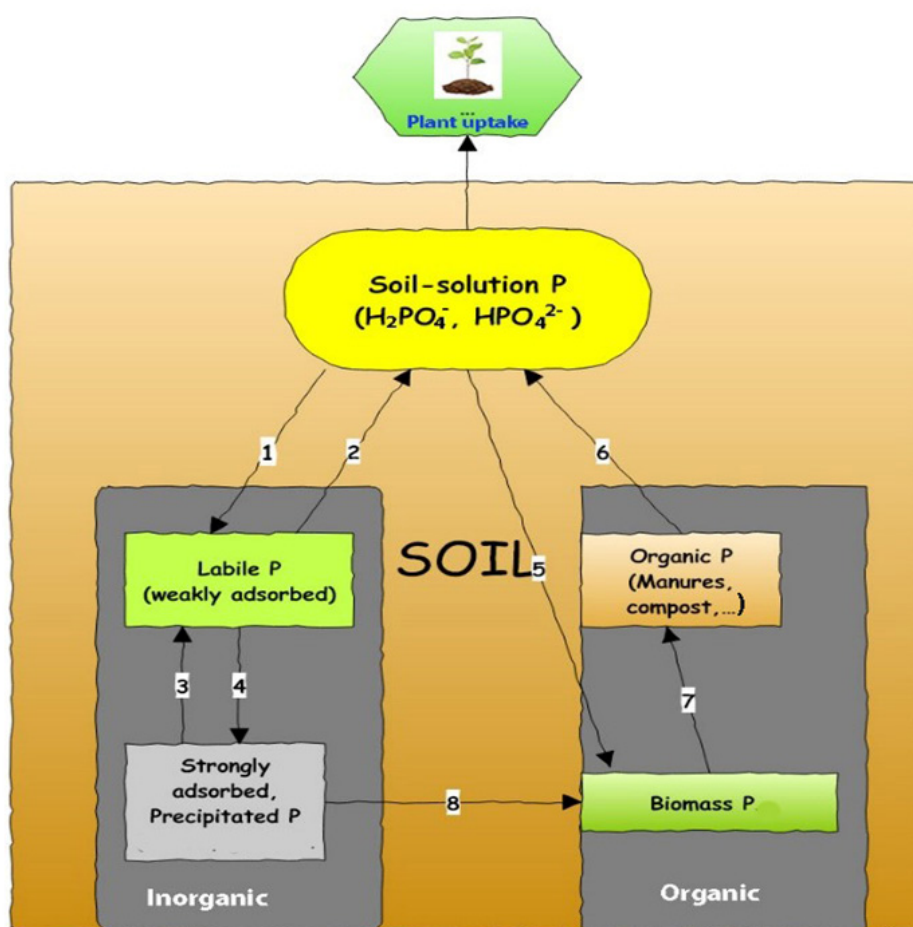 ...
Plant uptake
Soil-solution P
(H₂PO₄⁻, HPO₄²⁻ )
1
2
6
SOIL
5
Labile P
(weakly adsorbed)
Organic P
(Manures,
compost,...)
3
4
7
Strongly
adsorbed,
Precipitated P
8
Biomass P
Inorganic
Organic